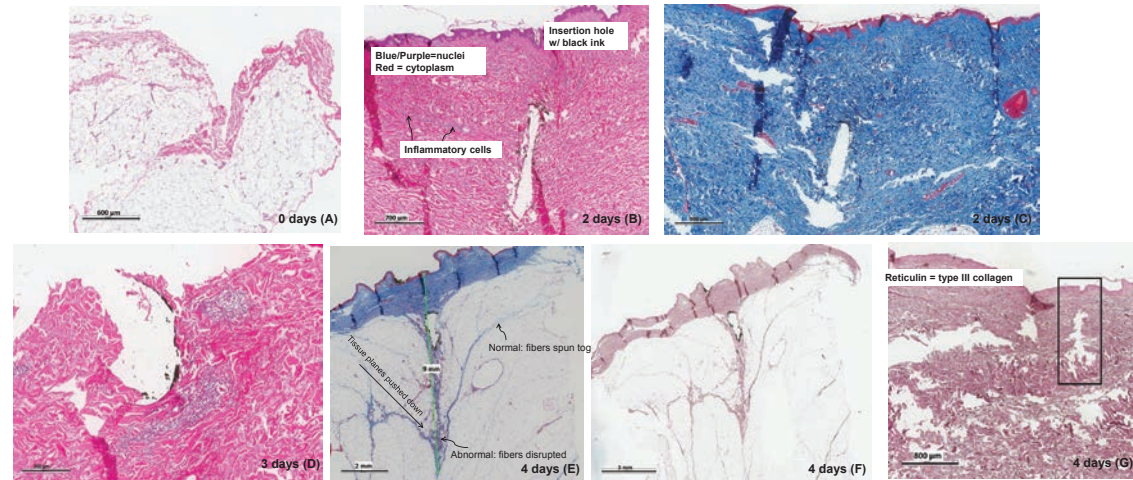 600 µm
0 days (A)
Blue/Purple=nuclei
Red = cytoplasm
Insertion hole
w/ black ink
Inflammatory cells
700 µm
2 days (B)
2 days (C)
3 days (D)
Normal: fibers spun tog
9 mm
Tissue planes pushed down
Abnormal: fibers disrupted
2 mm
4 days (E)
4 days (F)
Reticulin = type III collagen
800 µm
4 days (G)